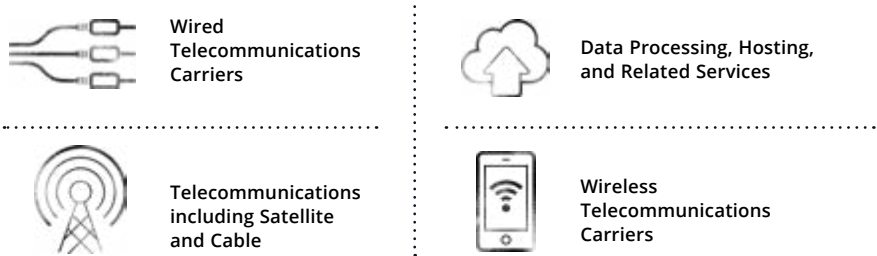 Wired
Telecommunications
Carriers
Data Processing, Hosting,
and Related Services
Telecommunications
including Satellite
and Cable
Wireless
Telecommunications
Carriers